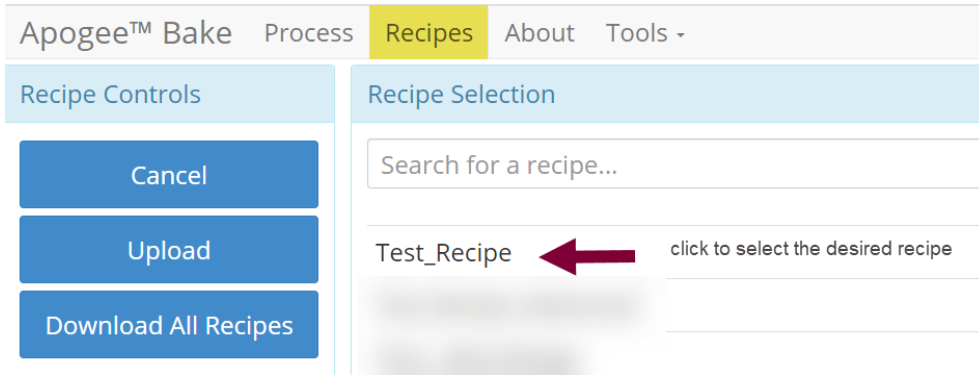 Apogee™ Bake Process Recipes About Tools
Recipe Controls
Recipe Selection
Cancel
Upload
Download All Recipes
Search for a recipe...
Test_Recipe click to select the desired recipe